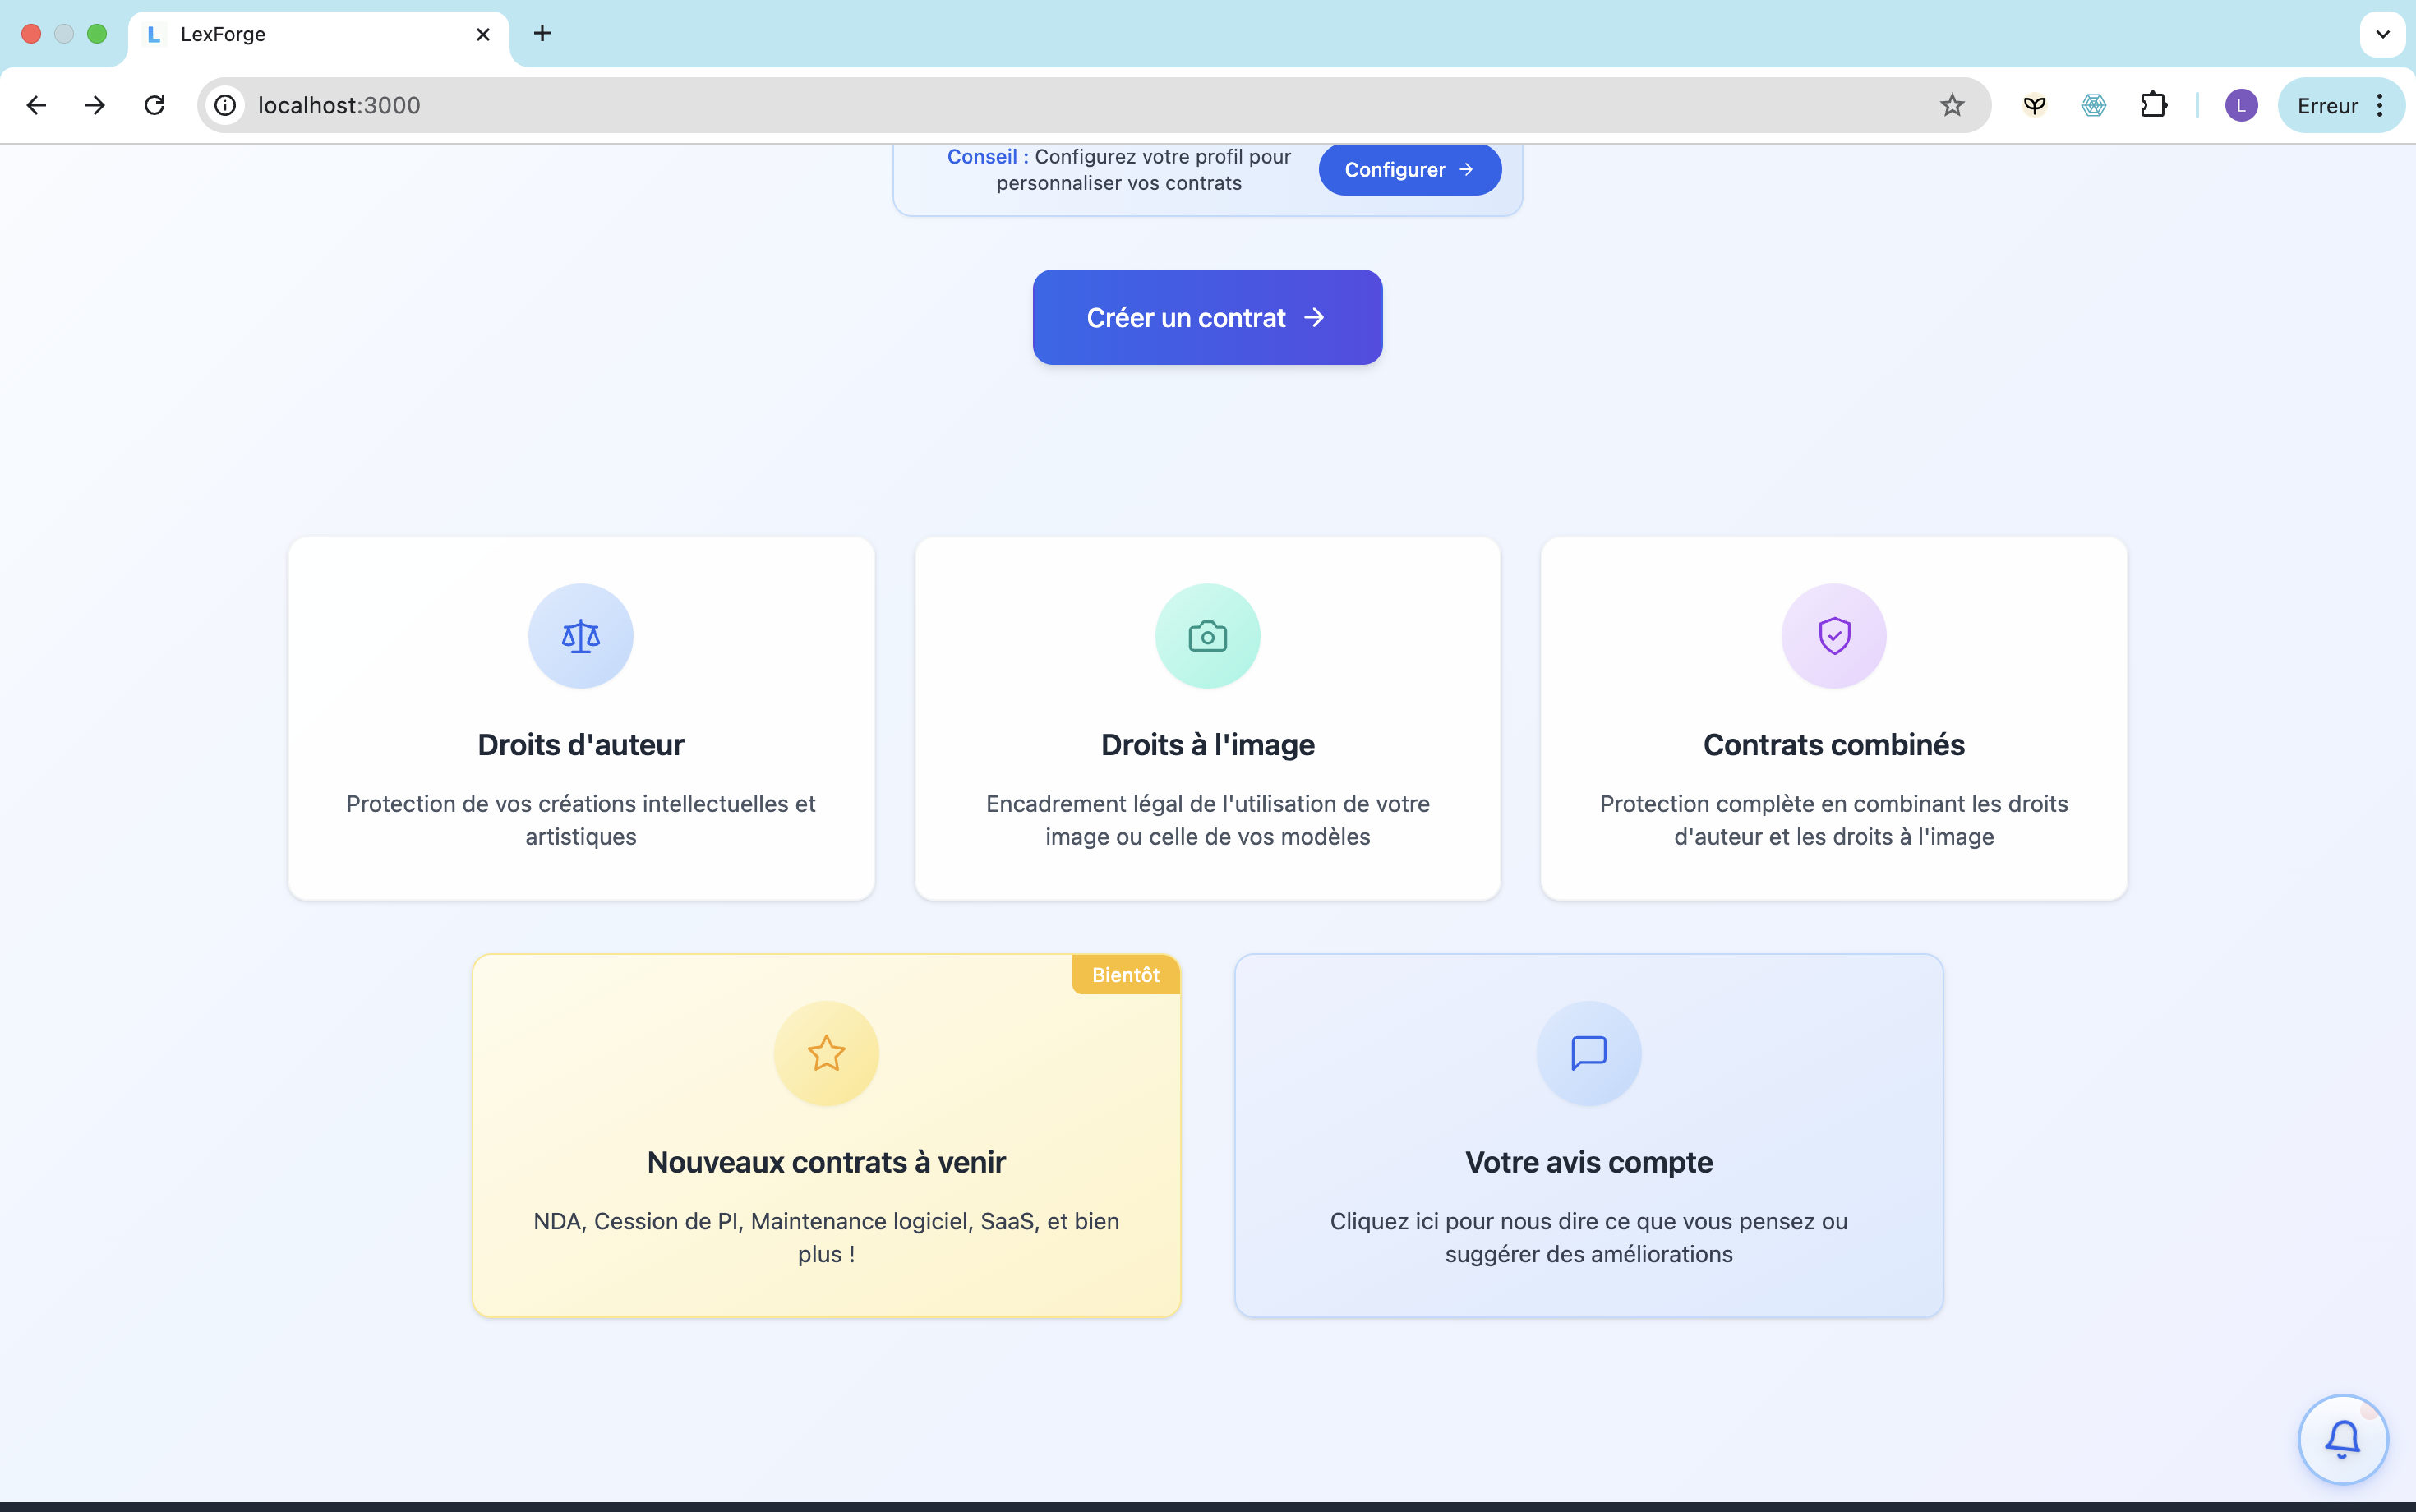 LexForge
localhost:3000
L
Erreur
Conseil : Configurez votre profil pour
personnaliser vos contrats
Configurer
Créer un contrat
Droits d'auteur
Protection de vos créations intellectuelles et
artistiques
Droits à l'image
Encadrement légal de l'utilisation de votre
image ou celle de vos modèles
Contrats combinés
Protection complète en combinant les droits
d'auteur et les droits à l'image
Bientôt
Nouveaux contrats à venir
NDA, Cession de PI, Maintenance logiciel, SaaS, et bien
plus !
Votre avis compte
Cliquez ici pour nous dire ce que vous pensez ou
suggérer des améliorations